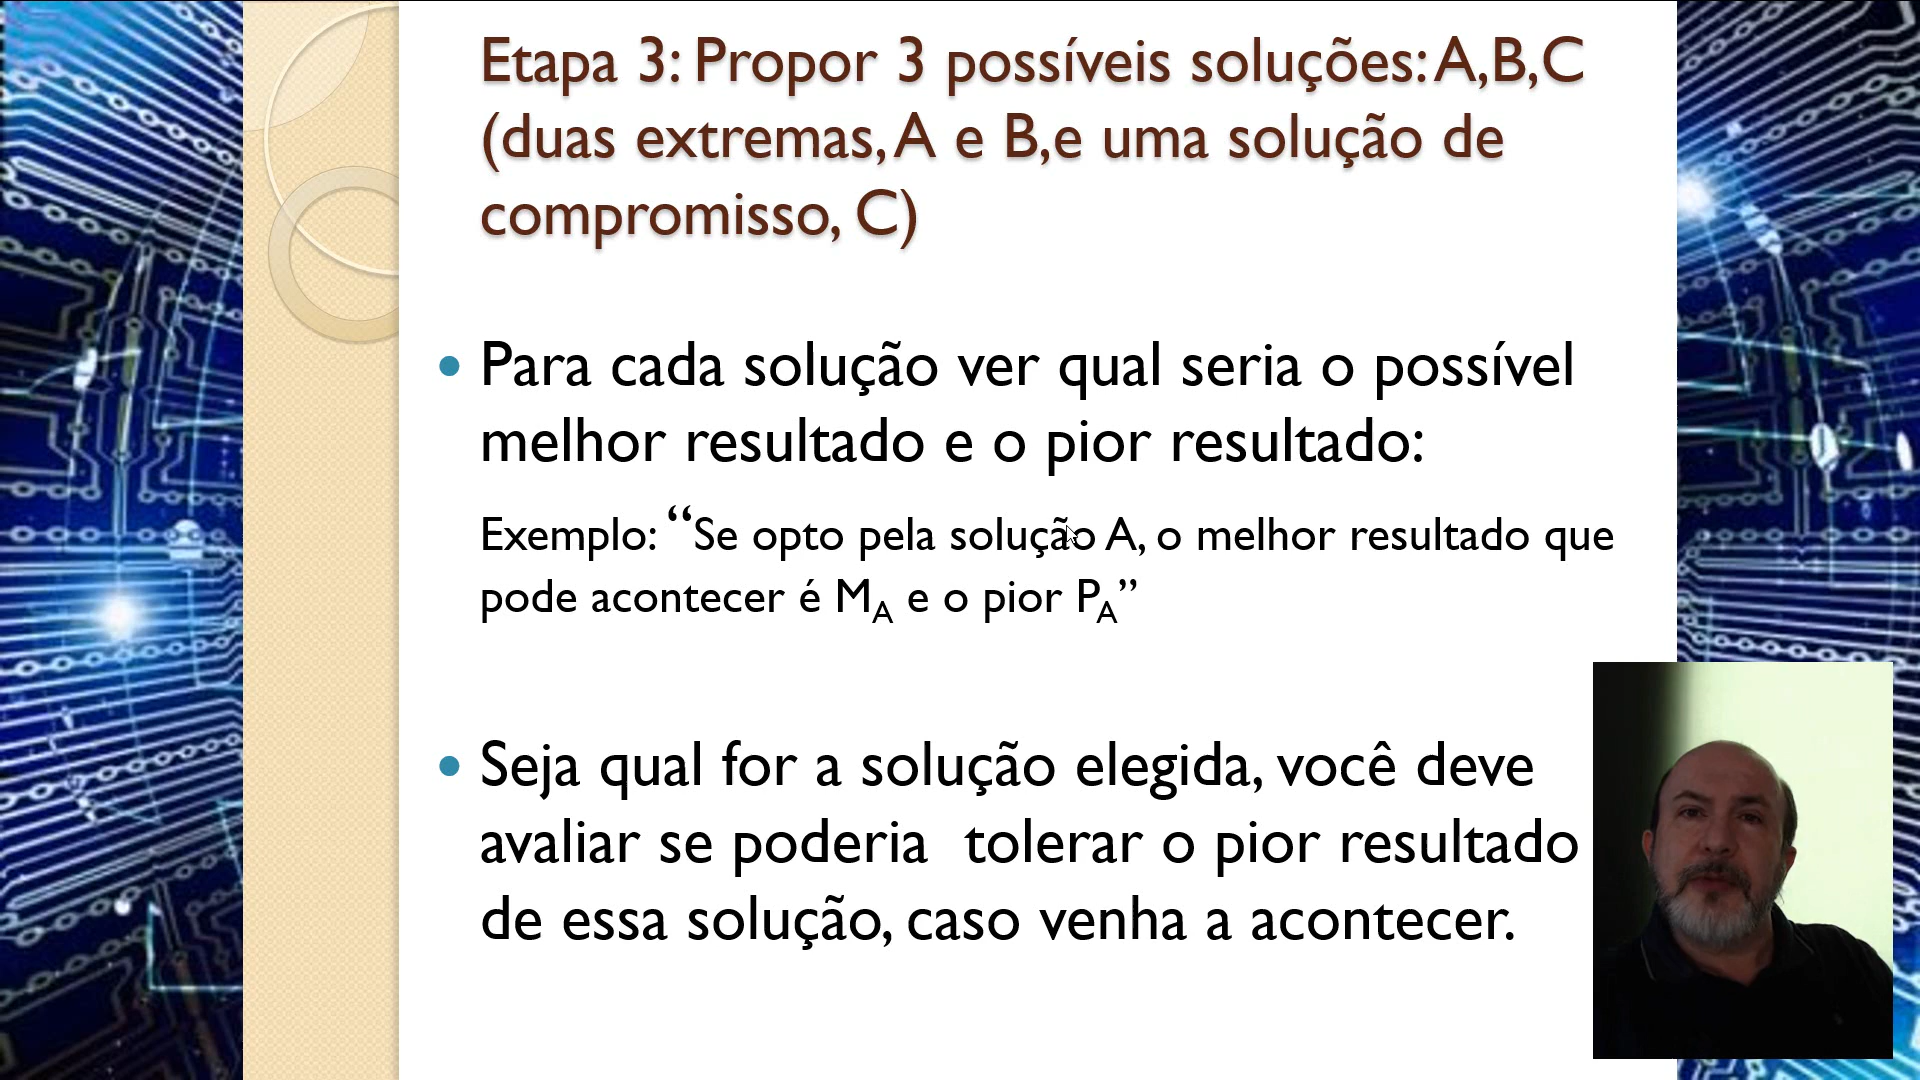 Etapa 3: Propor 3 possíveis soluções: A,B,C
(duas extremas, A e B,e uma solução de
compromisso, C)
• Para cada solução ver qual seria o possível
melhor resultado e o pior resultado:
Exemplo: “Se opto pela solução A, o melhor resultado que
pode acontecer é M_A e o pior P_A”
• Seja qual for a solução elegida, você deve
avaliar se poderia  tolerar o pior resultado
de essa solução, caso venha a acontecer.